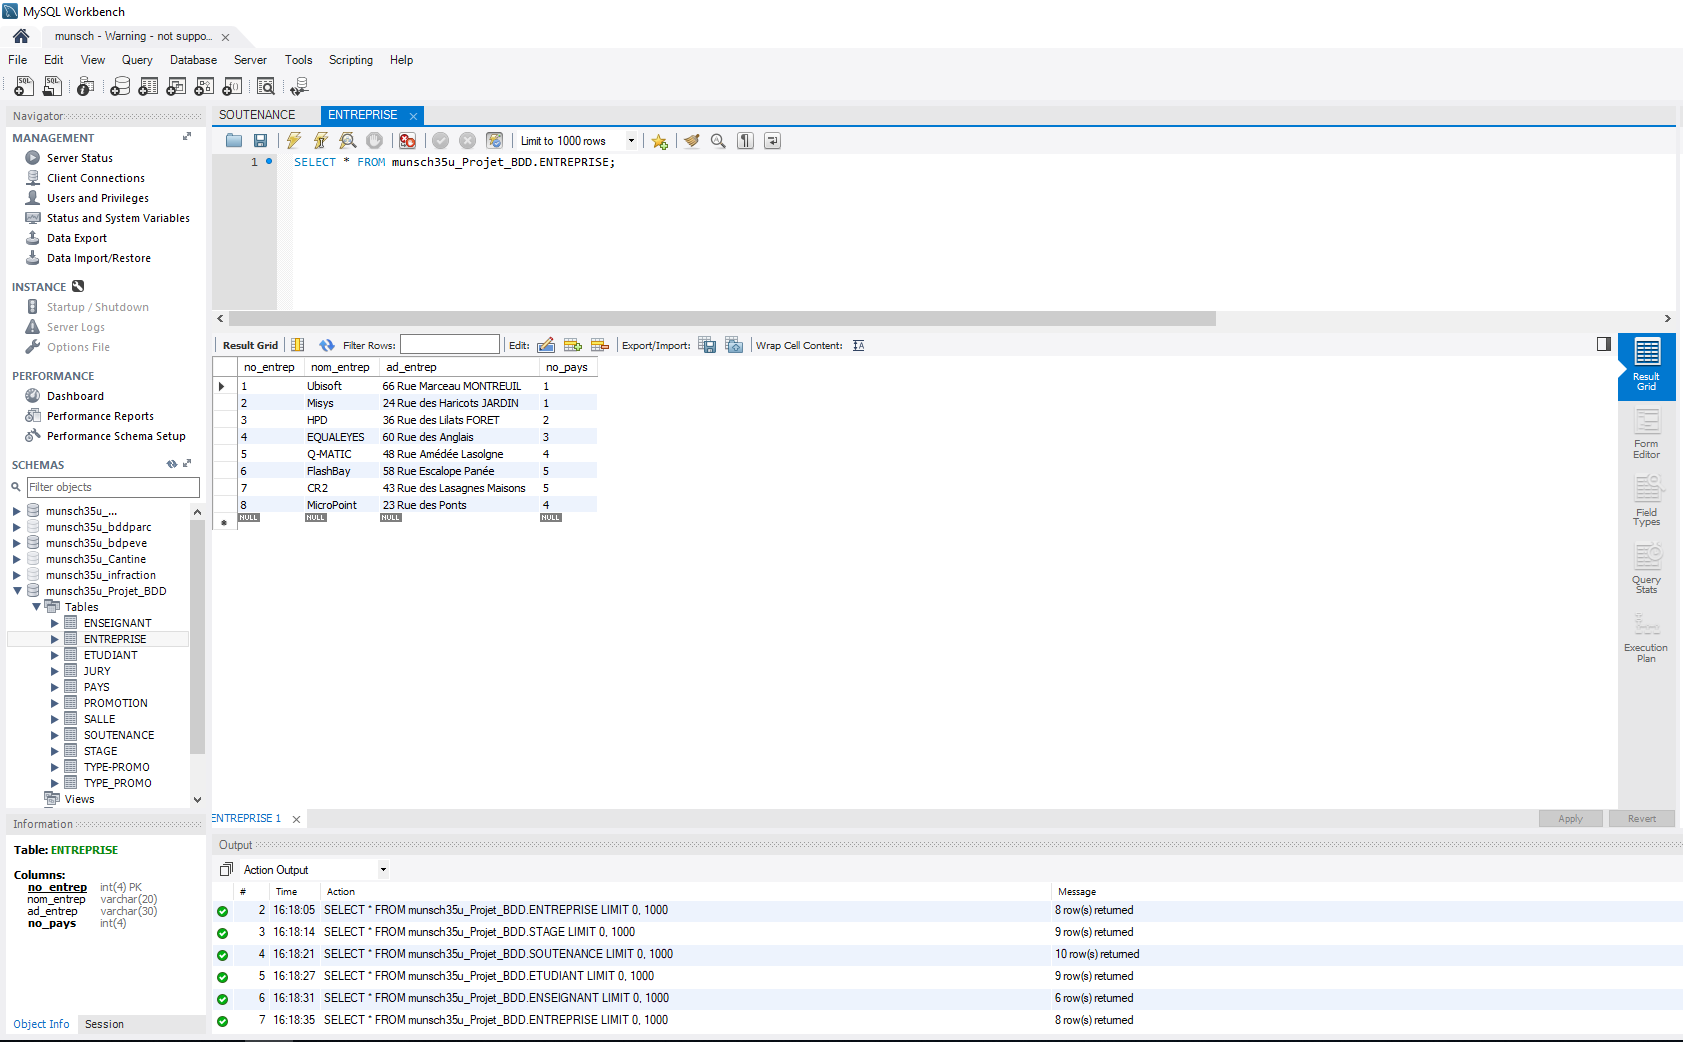 MySQL Workbench
munsch - Warning - not suppo...
File Edit View Query Database Server Tools Scripting Help
Navigator
MANAGEMENT
Server Status
Client Connections
Users and Privileges
Status and System Variables
Data Export
Data Import/Restore
INSTANCE
Startup / Shutdown
Server Logs
Options File
PERFORMANCE
Dashboard
Performance Reports
Performance Schema Setup
SCHEMAS
Filter objects
munsch35u_...
munsch35u_bddparc
munsch35u_bdpeve
munsch35u_Cantine
munsch35u_infraction
munsch35u_Projet_BDD
Tables
ENSEIGNANT
ENTREPRISE
ETUDIANT
JURY
PAYS
PROMOTION
SALLE
SOUTENANCE
STAGE
TYPE-PROMO
TYPE_PROMO
Views
Information
Table: ENTREPRISE
Columns:
no_entrep int(4) PK
nom_entrep varchar(20)
ad_entrep varchar(30)
no_pays int(4)
Object Info Session
SOUTENANCE ENTREPRISE
Limit to 1000 rows
1 SELECT * FROM munsch35u_Projet_BDD.ENTREPRISE;
Result Grid Filter Rows: Edit: Export/Import: Wrap Cell Content:
no_entrep nom_entrep ad_entrep no_pays
1 Ubisoft 66 Rue Marceau MONTREUIL 1
2 Misys 24 Rue des Haricots JARDIN 1
3 HPD 36 Rue des Lilats FORET 2
4 EQUALEYES 60 Rue des Anglais 3
5 Q-MATIC 48 Rue Amédée Lasolgne 4
6 FlashBay 58 Rue Escalope Panée 5
7 CR2 43 Rue des Lasagnes Maisons 5
8 MicroPoint 23 Rue des Ponts 4
NULL NULL NULL NULL
Result
Grid
Form
Editor
Field
Types
Query
Stats
Execution
Plan
ENTREPRISE 1
Apply Revert
Output
Action Output
# Time Action Message
2 16:18:05 SELECT * FROM munsch35u_Projet_BDD.ENTREPRISE LIMIT 0, 1000 8 row(s) returned
3 16:18:14 SELECT * FROM munsch35u_Projet_BDD.STAGE LIMIT 0, 1000 9 row(s) returned
4 16:18:21 SELECT * FROM munsch35u_Projet_BDD.SOUTENANCE LIMIT 0, 1000 10 row(s) returned
5 16:18:27 SELECT * FROM munsch35u_Projet_BDD.ETUDIANT LIMIT 0, 1000 9 row(s) returned
6 16:18:31 SELECT * FROM munsch35u_Projet_BDD.ENSEIGNANT LIMIT 0, 1000 6 row(s) returned
7 16:18:35 SELECT * FROM munsch35u_Projet_BDD.ENTREPRISE LIMIT 0, 1000 8 row(s) returned